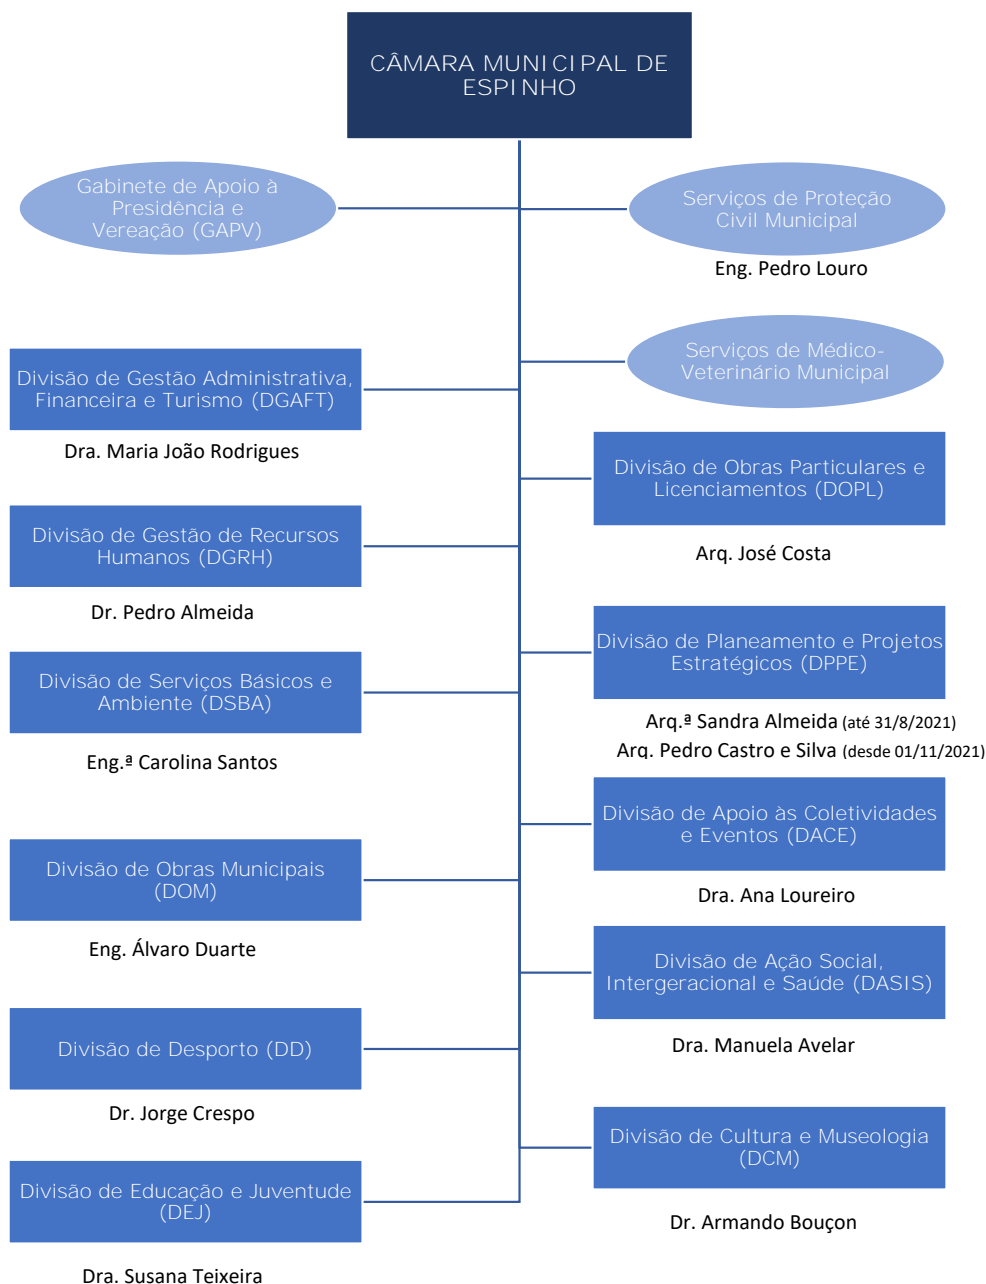 CÂMARA MUNICIPAL DE
ESPINHO
Gabinete de Apoio à
Presidência e
Vereação (GAPV)
Serviços de Proteção
Civil Municipal
Eng. Pedro Louro
Serviços de Médico-
Veterinário Municipal
Divisão de Gestão Administrativa,
Financeira e Turismo (DGAFT)
Dra. Maria João Rodrigues
Divisão de Obras Particulares e
Licenciamentos (DOPL)
Arq. José Costa
Divisão de Gestão de Recursos
Humanos (DGRH)
Dr. Pedro Almeida
Divisão de Planeamento e Projetos
Estratégicos (DPPE)
Arq.ª Sandra Almeida (até 31/8/2021)
Arq. Pedro Castro e Silva (desde 01/11/2021)
Divisão de Serviços Básicos e
Ambiente (DSBA)
Eng.ª Carolina Santos
Divisão de Apoio às Coletividades
e Eventos (DACE)
Dra. Ana Loureiro
Divisão de Obras Municipais
(DOM)
Eng. Álvaro Duarte
Divisão de Ação Social,
Intergeracional e Saúde (DASIS)
Dra. Manuela Avelar
Divisão de Desporto (DD)
Dr. Jorge Crespo
Divisão de Cultura e Museologia
(DCM)
Dr. Armando Bouçon
Divisão de Educação e Juventude
(DEJ)
Dra. Susana Teixeira